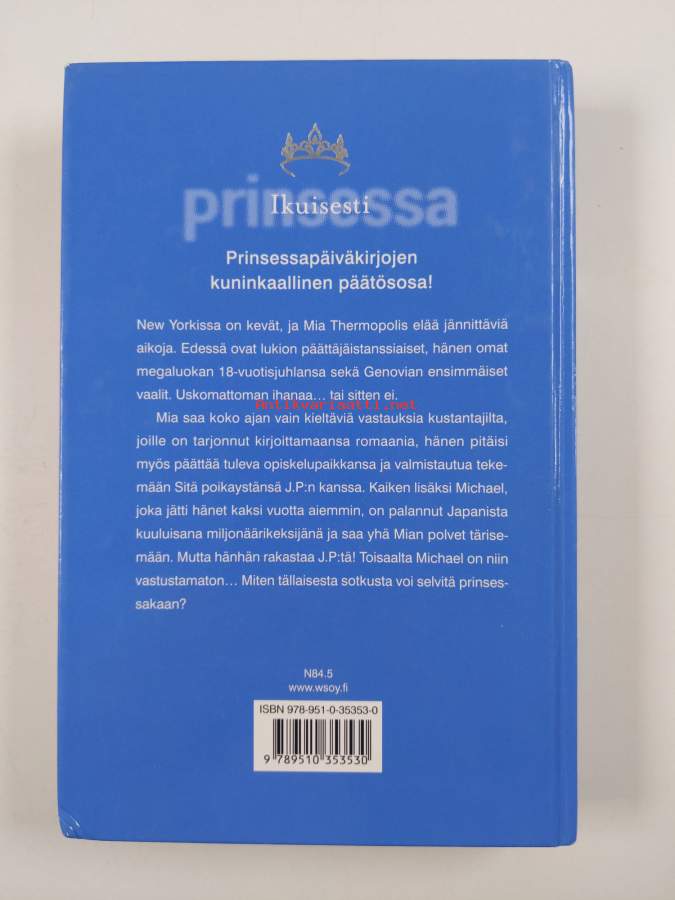 prinsessa
Ikuisesti
Prinsessapäiväkirjojen
kuninkaallinen päätösosa!
New Yorkissa on kevät, ja Mia Thermopolis elää jännittäviä
aikoja. Edessä ovat lukion päättäjäistanssiaiset, hänen omat
megaluokan 18-vuotisjuhlansa sekä Genovian ensimmäiset
vaalit. Uskomattoman ihanaa... tai sitten ei.
Antikvarisatti.net
Mia saa koko ajan vain kieltäviä vastauksia kustantajilta,
joille on tarjonnut kirjoittamaansa romaania, hänen pitäisi
myös päättää tuleva opiskelupaikkansa ja valmistautua teke-
mään Sitä poikaystänsä J.P:n kanssa. Kaiken lisäksi Michael,
joka jätti hänet kaksi vuotta aiemmin, on palannut Japanista
kuuluisana miljonäärikeksijänä ja saa yhä Mian polvet tärise-
mään. Mutta hänhän rakastaa J.P:tä! Toisaalta Michael on niin
vastustamaton... Miten tällaisesta sotkusta voi selvitä prinses-
sakaan?
N84.5
www.wsoy.fi
ISBN 978-951-0-35353-0
9 789510 353530